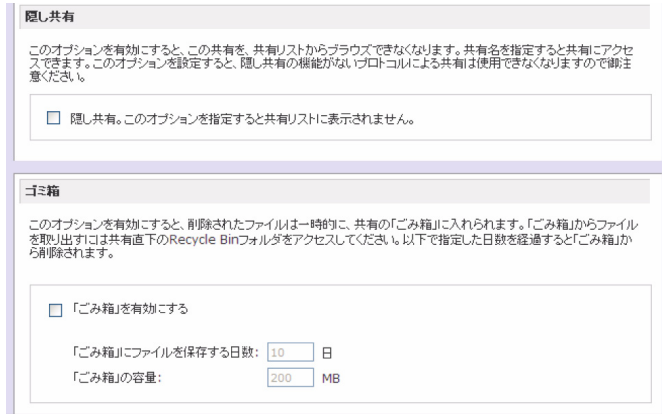 隠し共有
このオプションを有効にすると、この共有を、共有リストからブラウズできなくなります。共有名を指定すると共有にアクセ
スできます。このオプションを設定すると、隠し共有の機能がないプロトコルによる共有は使用できなくなりますので御注
意ください。
隠し共有。このオプションを指定すると共有リストに表示されません。
ゴミ箱
このオプションを有効にすると、削除されたファイルは一時的に、共有の「ごみ箱」に入れられます。「ごみ箱」からファイル
を取り出すには共有直下のRecycle Binフォルダをアクセスしてください。以下で指定した日数を経過すると「ごみ箱」か
ら削除されます。
「ごみ箱」を有効にする
「ごみ箱」にファイルを保存する日数: 10 日
「ごみ箱」の容量: 200 MB